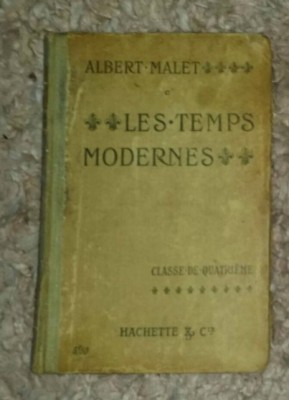 ALBERT·MALET
LES·TEMPS
MODERNES
CLASSE·DE·QUATRIÈME
HACHETTE & Cie